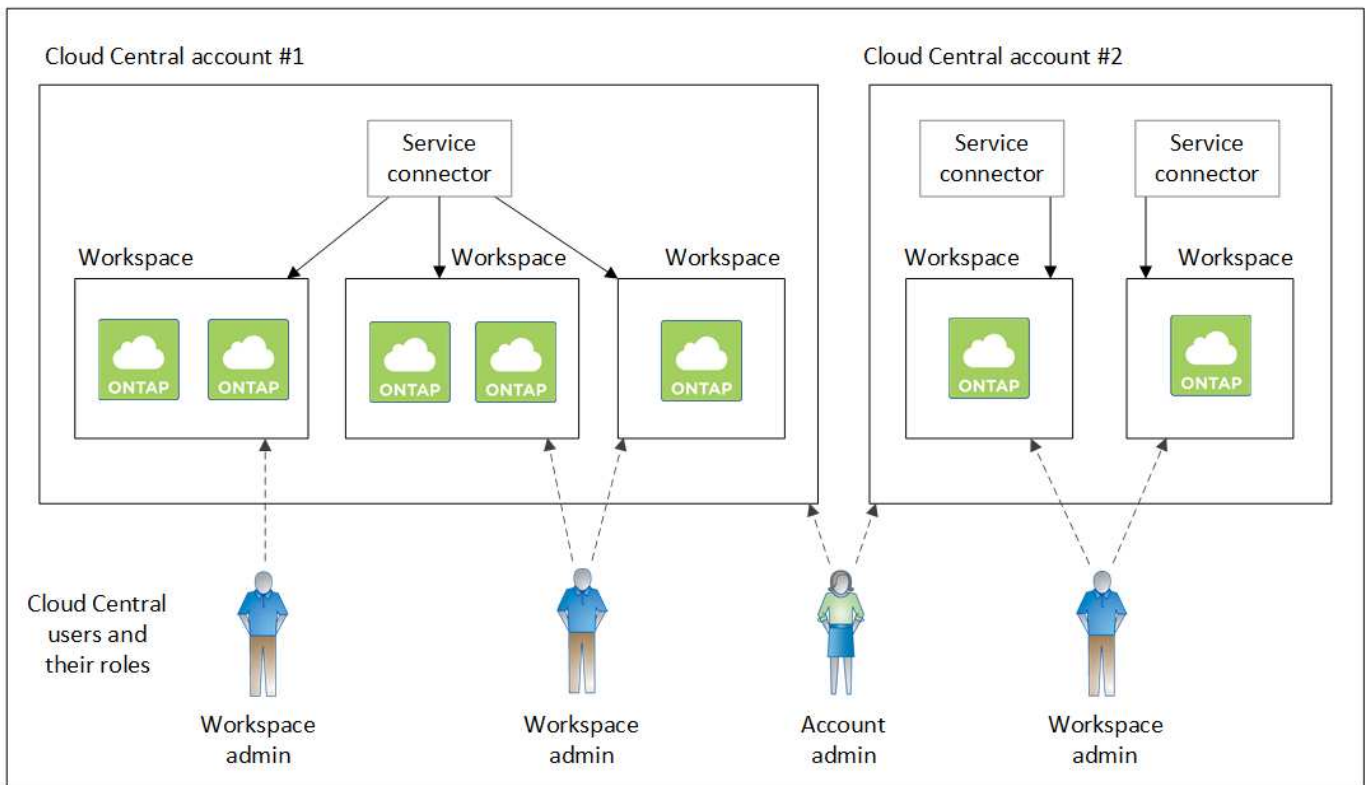 Cloud Central account #1
Cloud Central account #2
Service
connector
Service
connector
Service
connector
Workspace
Workspace
Workspace
Workspace
Workspace
ONTAP
ONTAP
ONTAP
ONTAP
ONTAP
ONTAP
ONTAP
Cloud Central
users and
their roles
Workspace
admin
Workspace
admin
Account
admin
Workspace
admin